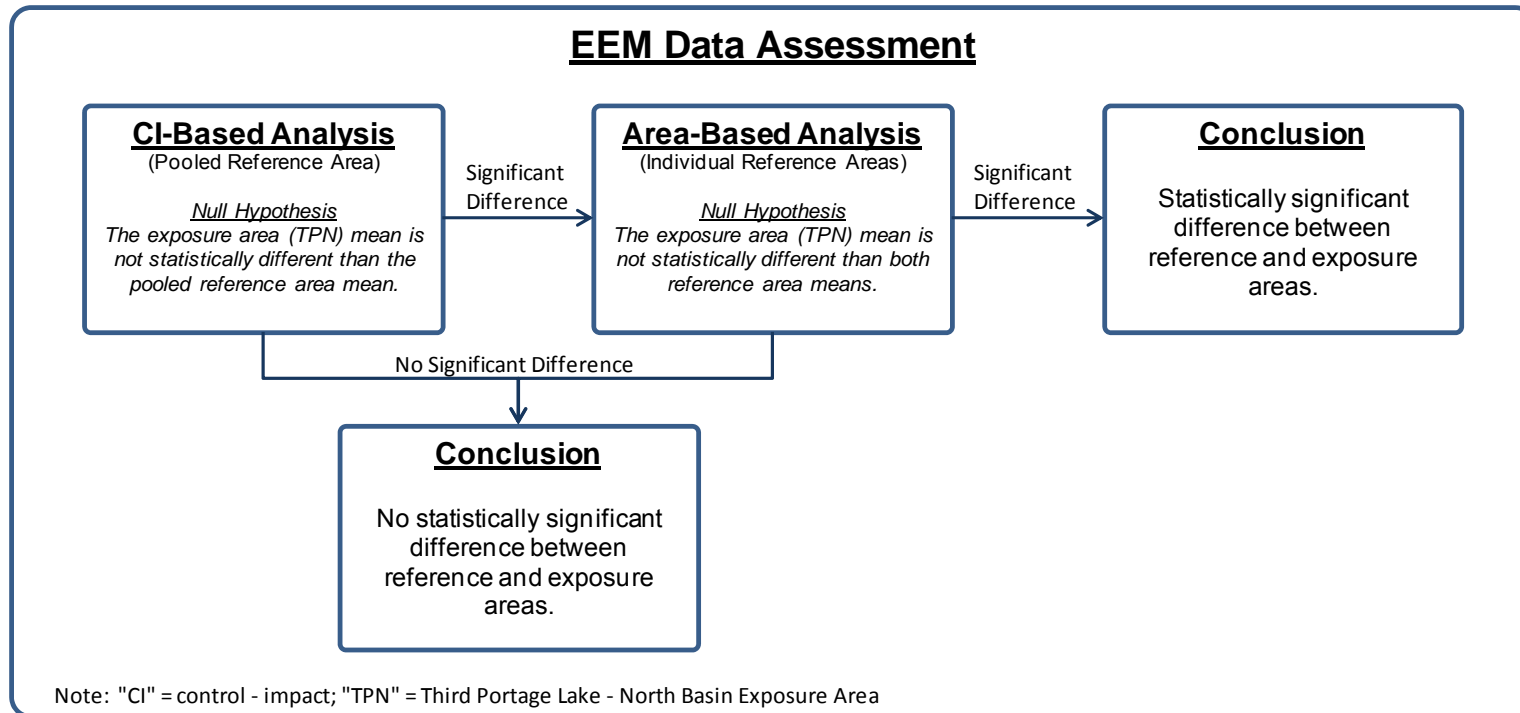 EEM Data Assessment
CI-Based Analysis
(Pooled Reference Area)
Null Hypothesis
The exposure area (TPN) mean is
not statistically different than the
pooled reference area mean.
Significant
Difference
Area-Based Analysis
(Individual Reference Areas)
Null Hypothesis
The exposure area (TPN) mean is
not statistically different than both
reference area means.
Significant
Difference
Conclusion
Statistically significant
difference between
reference and exposure
areas.
No Significant Difference
Conclusion
No statistically significant
difference between
reference and exposure
areas.
Note: "CI" = control - impact; "TPN" = Third Portage Lake - North Basin Exposure Area